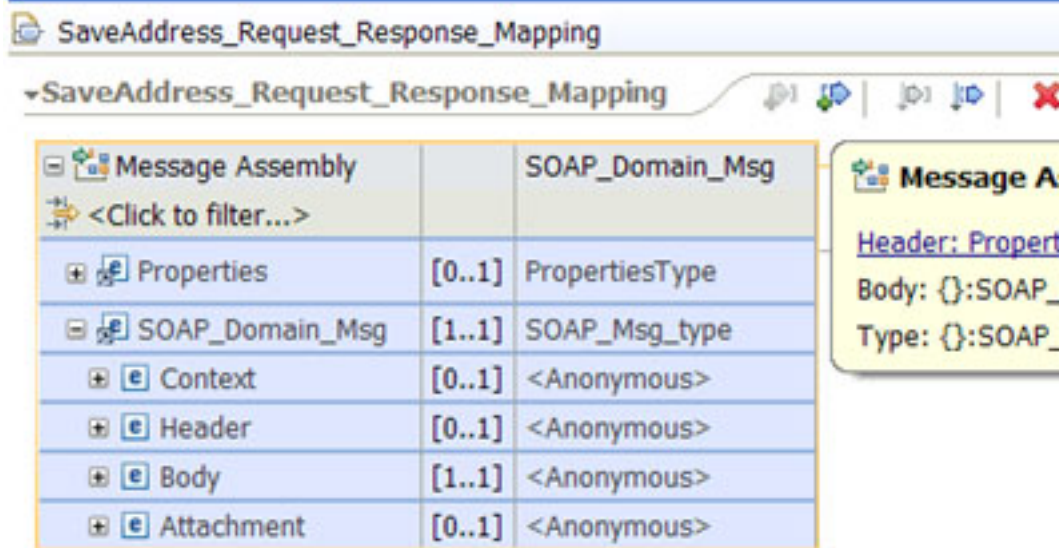 SaveAddress_Request_Response_Mapping
SaveAddress_Request_Response_Mapping
Message Assembly SOAP_Domain_Msg
<Click to filter...>
Properties [0..1] PropertiesType
SOAP_Domain_Msg [1..1] SOAP_Msg_type
Context [0..1] <Anonymous>
Header [0..1] <Anonymous>
Body [1..1] <Anonymous>
Attachment [0..1] <Anonymous>
Message As
Header: Propert
Body: {}:SOAP_
Type: {}:SOAP_